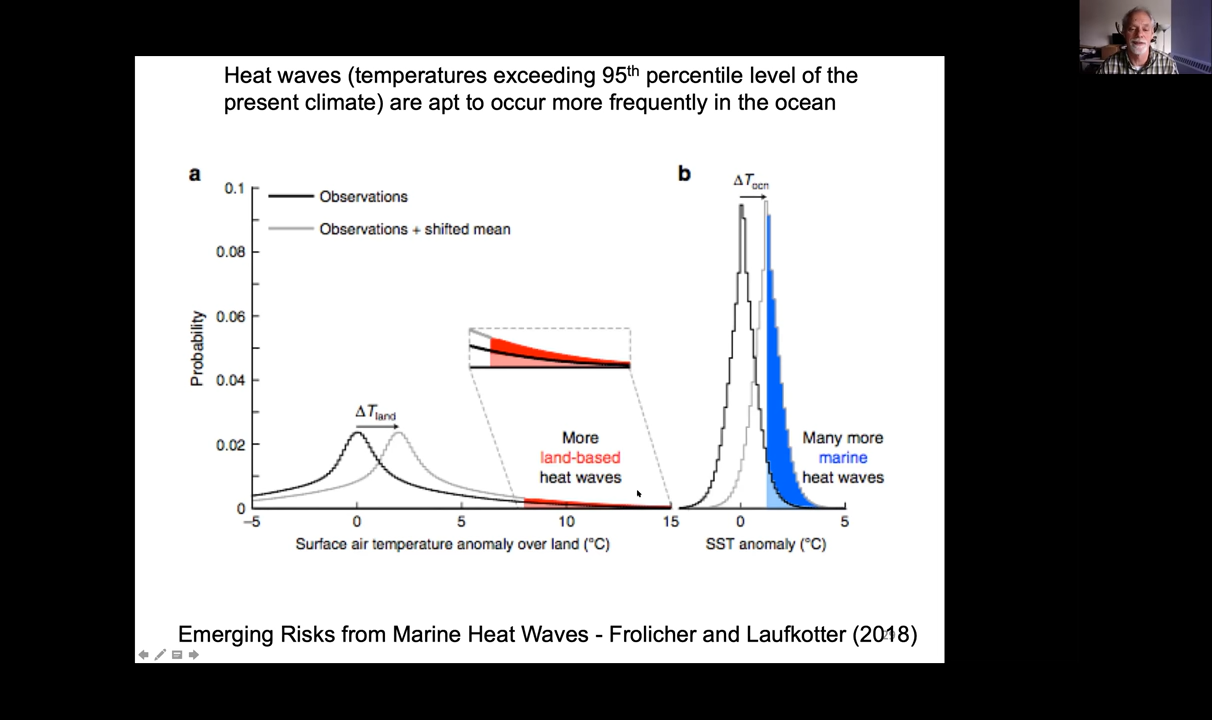 Heat waves (temperatures exceeding 95th percentile level of the
present climate) are apt to occur more frequently in the ocean
a
0.1
0.08
0.06
0.04
0.02
0
Probability
Observations
Observations + shifted mean
ΔTland
More
land-based
heat waves
−5
0
5
10
15
Surface air temperature anomaly over land (°C)
b
ΔTocn
Many more
marine
heat waves
0
5
SST anomaly (°C)
Emerging Risks from Marine Heat Waves - Frolicher and Laufkotter (2018)